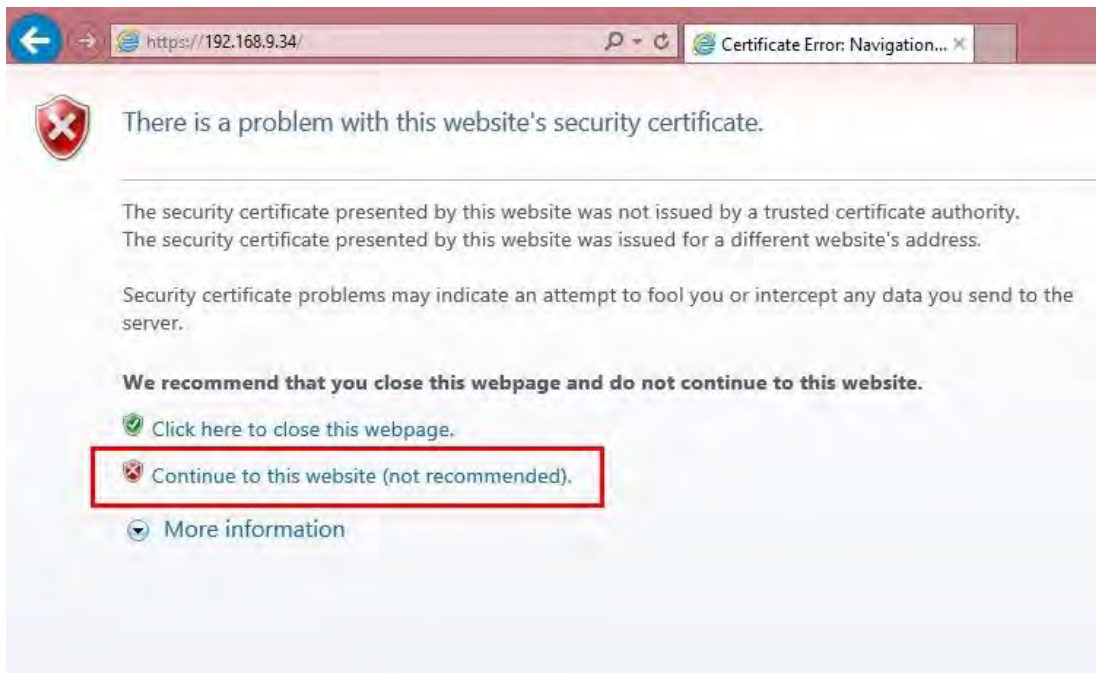 https://192.168.9.34/
Certificate Error: Navigation...
There is a problem with this website's security certificate.
The security certificate presented by this website was not issued by a trusted certificate authority.
The security certificate presented by this website was issued for a different website's address.
Security certificate problems may indicate an attempt to fool you or intercept any data you send to the
server.
We recommend that you close this webpage and do not continue to this website.
Click here to close this webpage.
Continue to this website (not recommended).
More information